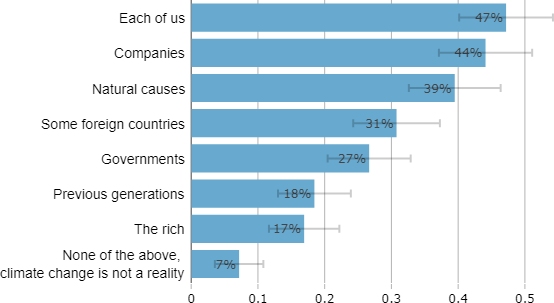 Each of us 47%
Companies 44%
Natural causes 39%
Some foreign countries 31%
Governments 27%
Previous generations 18%
The rich 17%
None of the above,
climate change is not a reality 7%
0 0.1 0.2 0.3 0.4 0.5